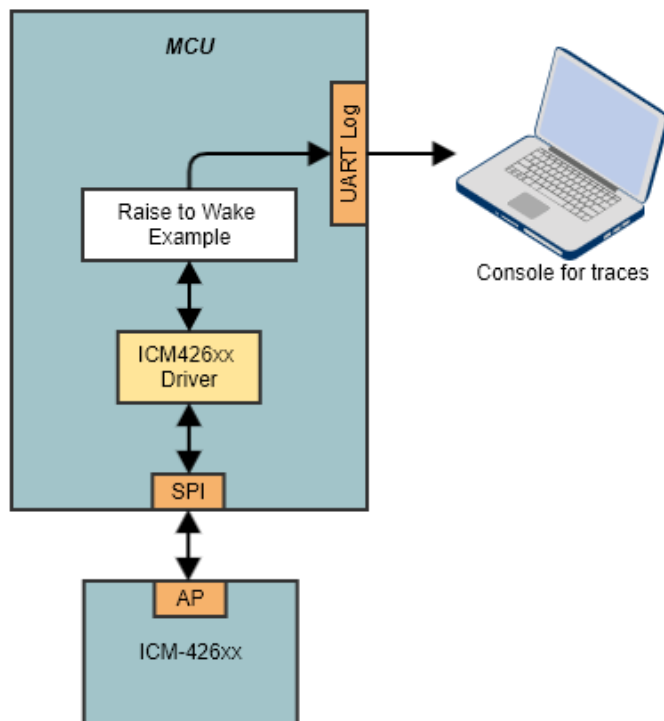 MCU
UART Log
Raise to Wake
Example
Console for traces
ICM426xx
Driver
SPI
AP
ICM-426xx